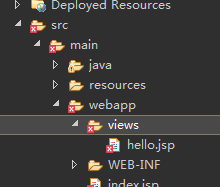 Deployed Resources
src
main
java
resources
webapp
views
hello.jsp
WEB-INF
index.jsp